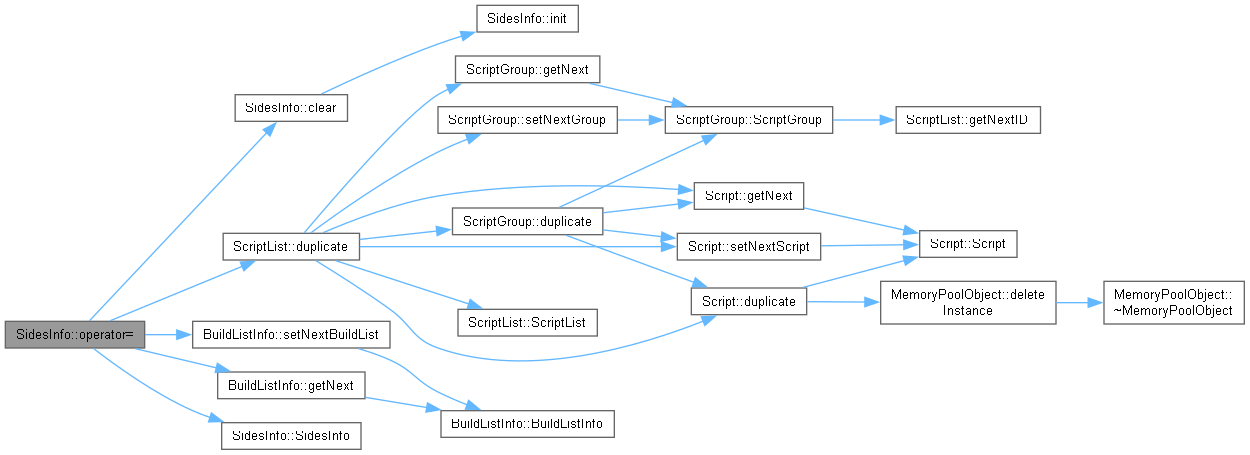 SidesInfo::init
ScriptGroup::getNext
SidesInfo::clear
ScriptGroup::setNextGroup
ScriptGroup::ScriptGroup
ScriptList::getNextID
Script::getNext
ScriptGroup::duplicate
ScriptList::duplicate
Script::setNextScript
Script::Script
Script::duplicate
MemoryPoolObject::delete
Instance
MemoryPoolObject::
~MemoryPoolObject
ScriptList::ScriptList
SidesInfo::operator=
BuildListInfo::setNextBuildList
BuildListInfo::getNext
BuildListInfo::BuildListInfo
SidesInfo::SidesInfo